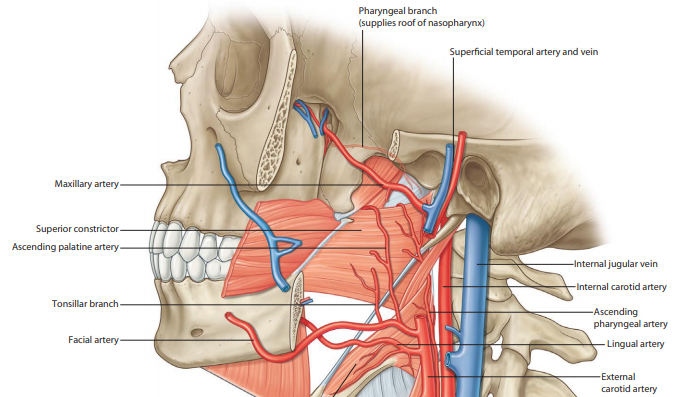 Pharyngeal branch
(supplies roof of nasopharynx)
Superficial temporal artery and vein
Maxillary artery
Superior constrictor
Ascending palatine artery
Internal jugular vein
Internal carotid artery
Tonsillar branch
Ascending
pharyngeal artery
Facial artery
Lingual artery
External
carotid artery